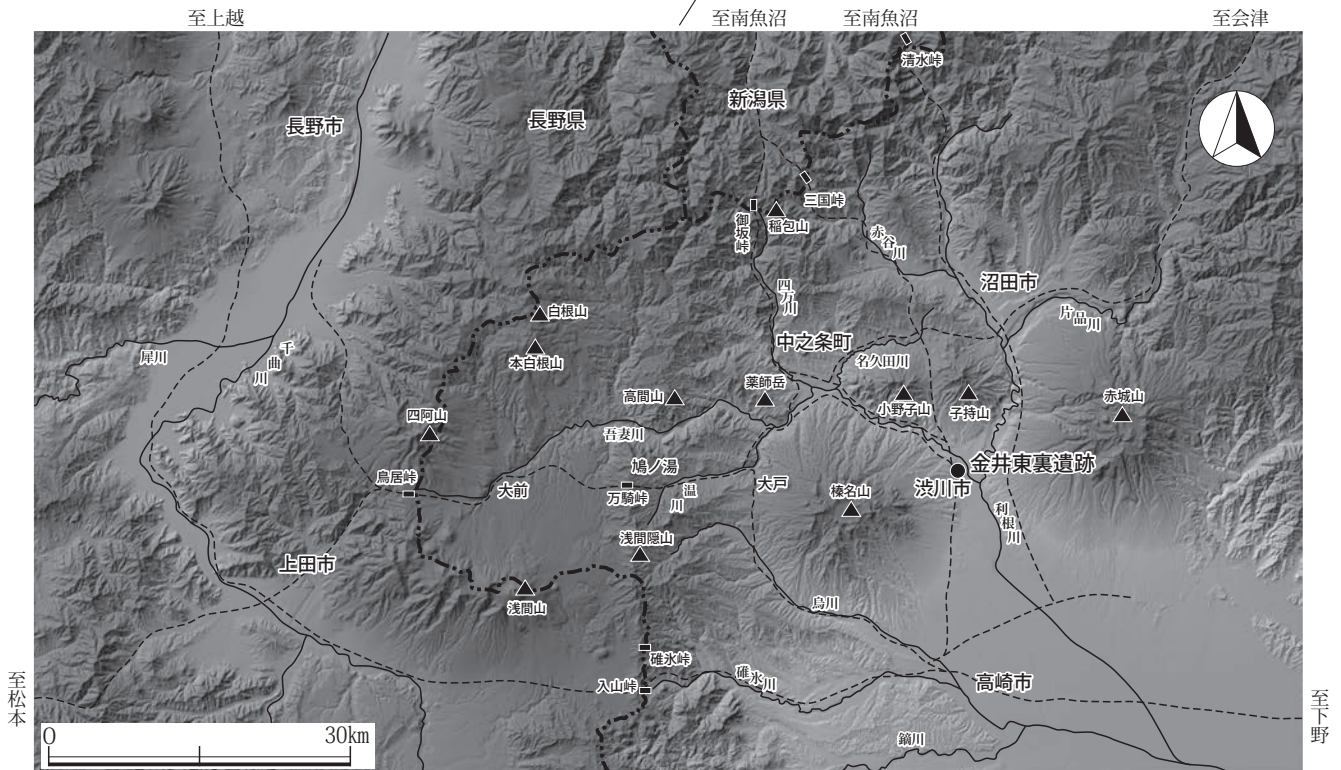 至上越
至南魚沼
至南魚沼
至会津
清水峠
新潟県
長野県
長野市
三国峠
稲包山
御坂峠
赤谷川
四万川
沼田市
片品川
白根山
中之条町
本白根山
名久田川
千曲川
犀川
薬師岳
高間山
小野子山
子持山
赤城山
四阿山
吾妻川
鳩ノ湯
金井東裏遺跡
鳥居峠
大前
万騎峠
温川
大戸
榛名山
渋川市
利根川
浅間隠山
上田市
浅間山
烏川
碓氷峠
入山峠
碓氷川
高崎市
至松本
至下野
鏑川
0 30km